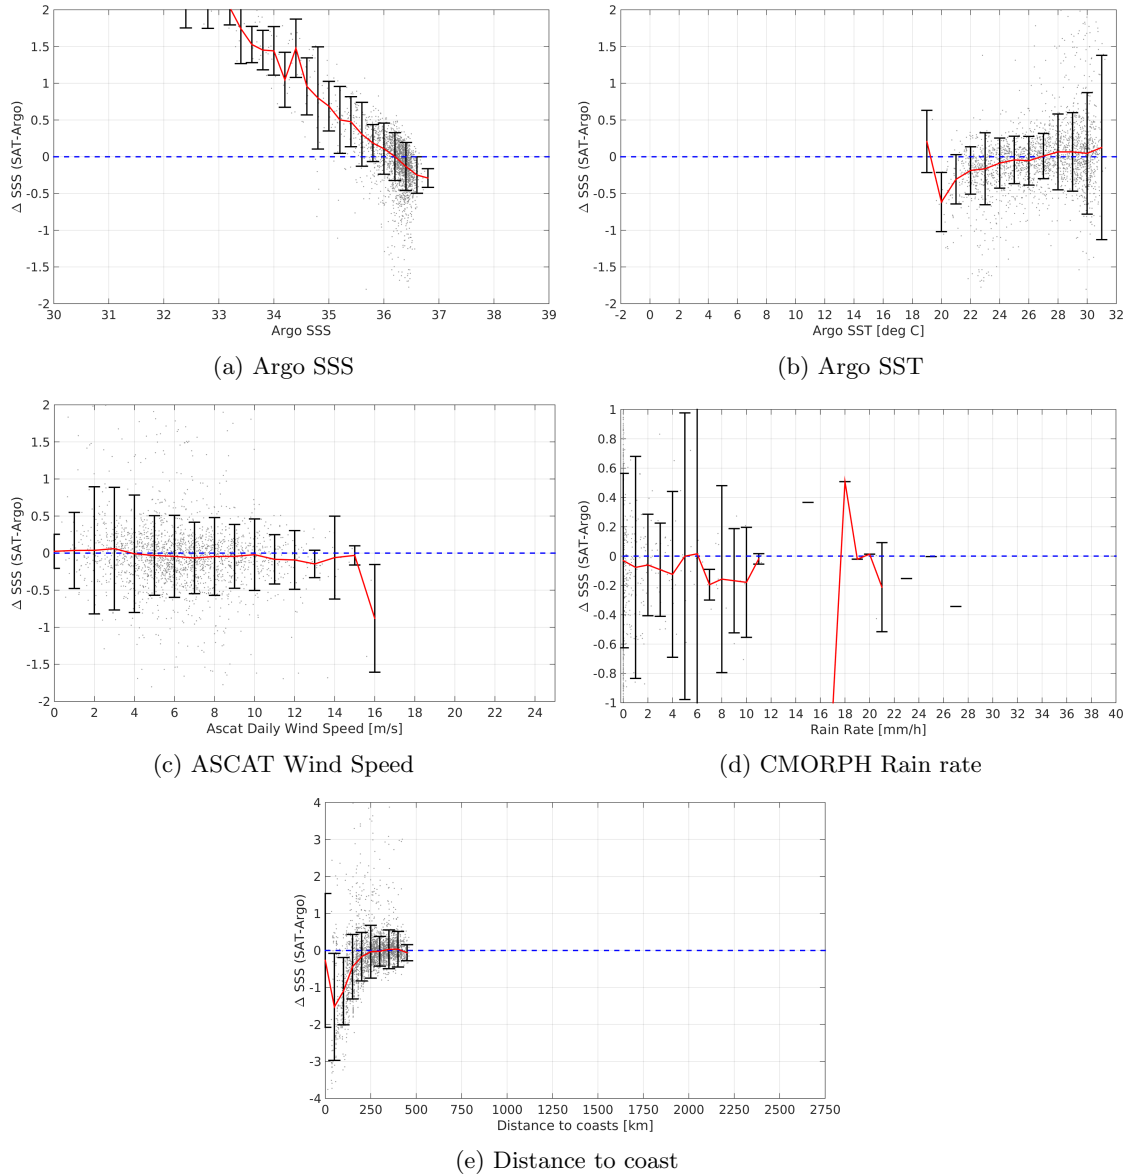 2
1.5
1
0.5
0
-0.5
-1
-1.5
-2
Δ SSS (SAT-Argo)
30 31 32 33 34 35 36 37 38 39
Argo SSS
(a) Argo SSS
2
1.5
1
0.5
0
-0.5
-1
-1.5
-2
Δ SSS (SAT-Argo)
-2 0 2 4 6 8 10 12 14 16 18 20 22 24 26 28 30 32
Argo SST [deg C]
(b) Argo SST
2
1.5
1
0.5
0
-0.5
-1
-1.5
-2
Δ SSS (SAT-Argo)
0 2 4 6 8 10 12 14 16 18 20 22 24
Ascat Daily Wind Speed [m/s]
(c) ASCAT Wind Speed
1
0.8
0.6
0.4
0.2
0
-0.2
-0.4
-0.6
-0.8
-1
Δ SSS (SAT-Argo)
0 2 4 6 8 10 12 14 16 18 20 22 24 26 28 30 32 34 36 38 40
Rain Rate [mm/h]
(d) CMORPH Rain rate
4
3
2
1
0
-1
-2
-3
-4
Δ SSS (SAT-Argo)
0 250 500 750 1000 1250 1500 1750 2000 2250 2500 2750
Distance to coasts [km]
(e) Distance to coast